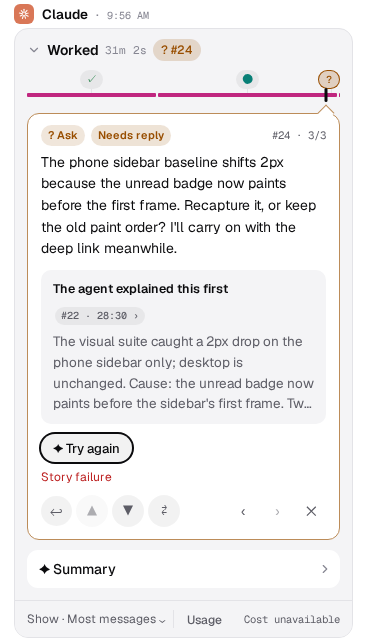 Claude · 9:56 AM
Worked 31m 2s ? #24
?
? Ask Needs reply #24 · 3/3
The phone sidebar baseline shifts 2px
because the unread badge now paints
before the first frame. Recapture it, or keep
the old paint order? I'll carry on with the
deep link meanwhile.
The agent explained this first
#22 · 28:30 ›
The visual suite caught a 2px drop on the
phone sidebar only; desktop is
unchanged. Cause: the unread badge now
paints before the sidebar's first frame. Tw...
Try again
Story failure
Summary
Show · Most messages Usage Cost unavailable